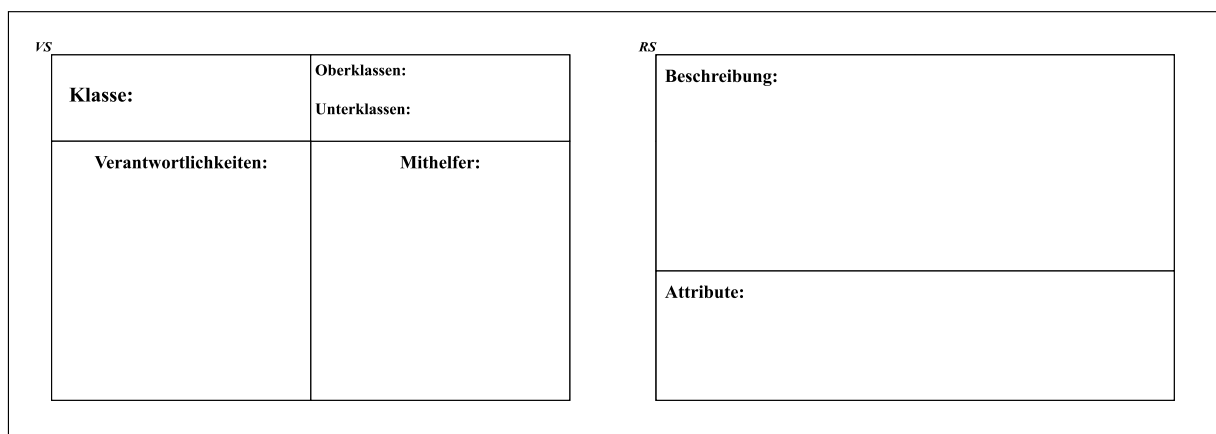 VS
Klasse:
Oberklassen:
Unterklassen:
Verantwortlichkeiten:
Mithelfer:
RS
Beschreibung:
Attribute: